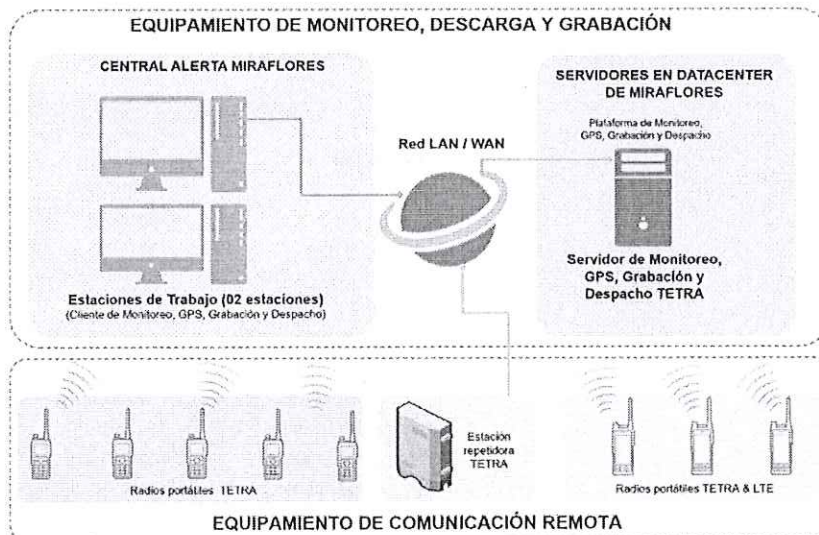 EQUIPAMIENTO DE MONITOREO, DESCARGA Y GRABACIÓN
CENTRAL ALERTA MIRAFLORES
Estaciones de Trabajo (02 estaciones)
(Cliente de Monitoreo, GPS, Grabación y Despacho)
Red LAN / WAN
SERVIDORES EN DATACENTER
DE MIRAFLORES
Plataforma de Monitoreo,
GPS, Grabación y Despacho
Servidor de Monitoreo,
GPS, Grabación y
Despacho TETRA
Radios portátiles TETRA
Estación
repetidora
TETRA
Radios portátiles TETRA & LTE
EQUIPAMIENTO DE COMUNICACIÓN REMOTA